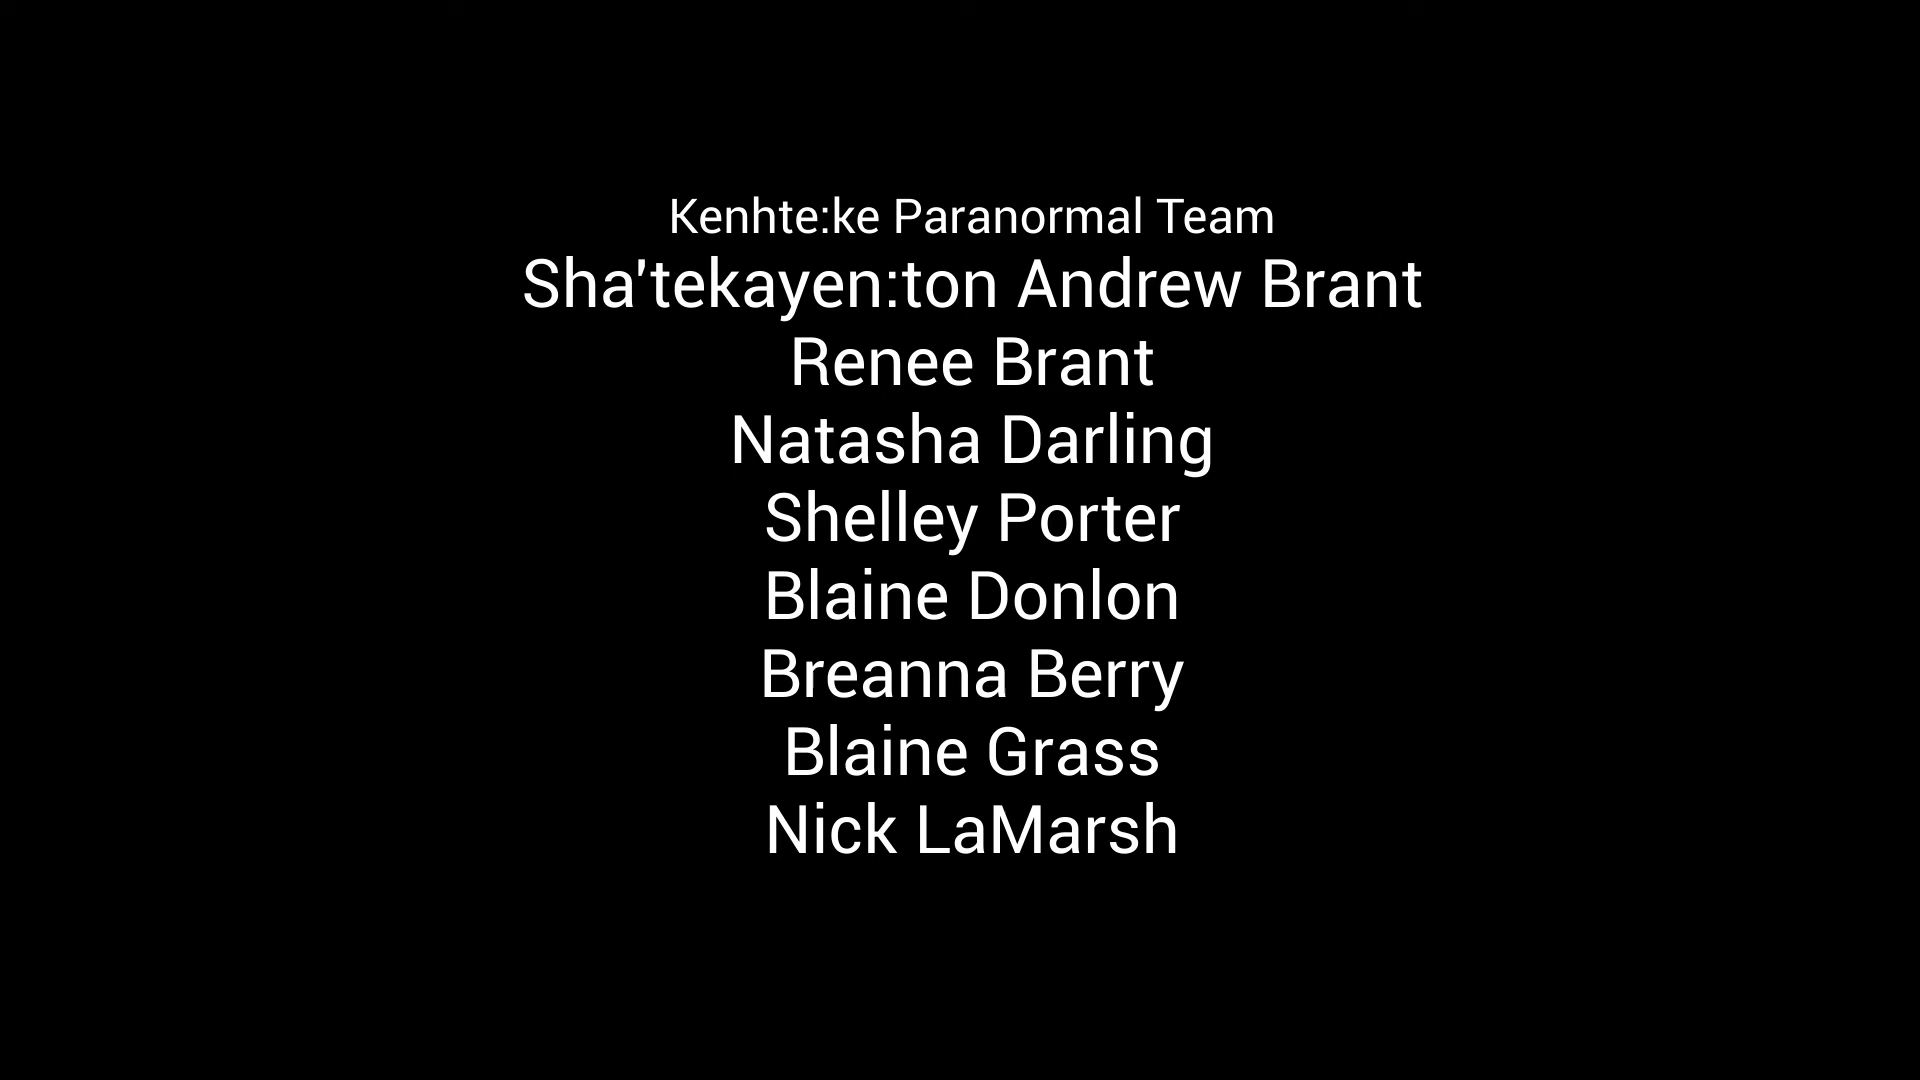 Kenhte:ke Paranormal Team
Sha'tekayen:ton Andrew Brant
Renee Brant
Natasha Darling
Shelley Porter
Blaine Donlon
Breanna Berry
Blaine Grass
Nick LaMarsh